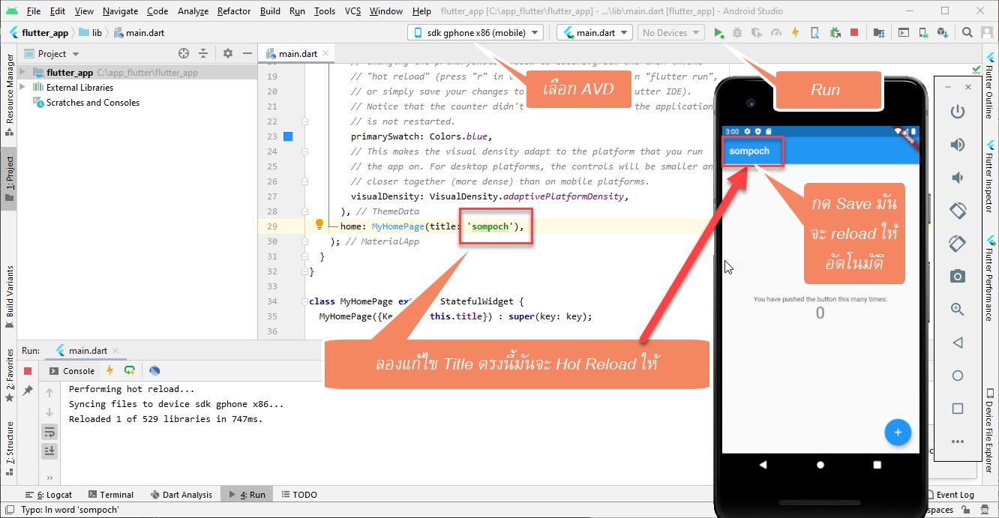 File Edit View Navigate Code Analyze Refactor Build Run Tools VCS Window Help flutter_app [C:\app_flutter\flutter_app] - ...\lib\main.dart [flutter_app] - Android Studio
flutter_app lib main.dart sdk gphone x86 (mobile) main.dart No Devices
Project main.dart
flutter_app C:\app_flutter\flutter_app
External Libraries
Scratches and Consoles
Resource Manager
1: Project
Build Variants
2: Favorites
7: Structure
19 // "hot reload" (press "r" in n "flutter run",
20 // or simply save your changes to utter IDE).
21 // Notice that the counter didn't the application
22 // is not restarted.
23 primarySwatch: Colors.blue,
24 // This makes the visual density adapt to the platform that you run
25 // the app on. For desktop platforms, the controls will be smaller an
26 // closer together (more dense) than on mobile platforms.
27 visualDensity: VisualDensity.adaptivePlatformDensity,
28 ), // ThemeData
29 home: MyHomePage(title: 'sompoch'),
30 ); // MaterialApp
31 }
32 }
33
34 class MyHomePage ex StatefulWidget {
35 MyHomePage({Ke this.title}) : super(key: key);
36
เลือก AVD
Run
กด Save มัน
จะ reload ให้
อัตโนมัติ
ลองแก้ไข Title ตรงนี้มันจะ Hot Reload ให้
3:00
DEBUG
sompoch
You have pushed the button this many times:
0
Flutter Outline
Flutter Inspector
Flutter Performance
Device File Explorer
Run: main.dart
Console
Performing hot reload...
Syncing files to device sdk gphone x86...
Reloaded 1 of 529 libraries in 747ms.
6: Logcat Terminal Dart Analysis 4: Run TODO Event Log
Typo: In word 'sompoch' spaces